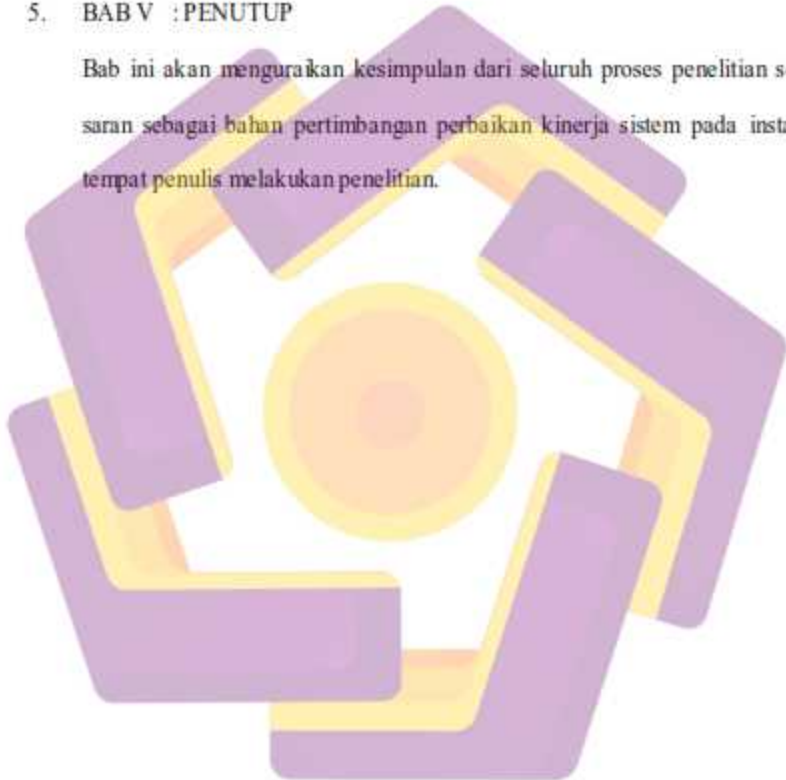 5. BAB V : PENUTUP
Bab ini akan menguraikan kesimpulan dari seluruh proses penelitian
saran sebagai bahan pertimbangan perbaikan kinerja sistem pada
tempat penulis melakukan penelitian.